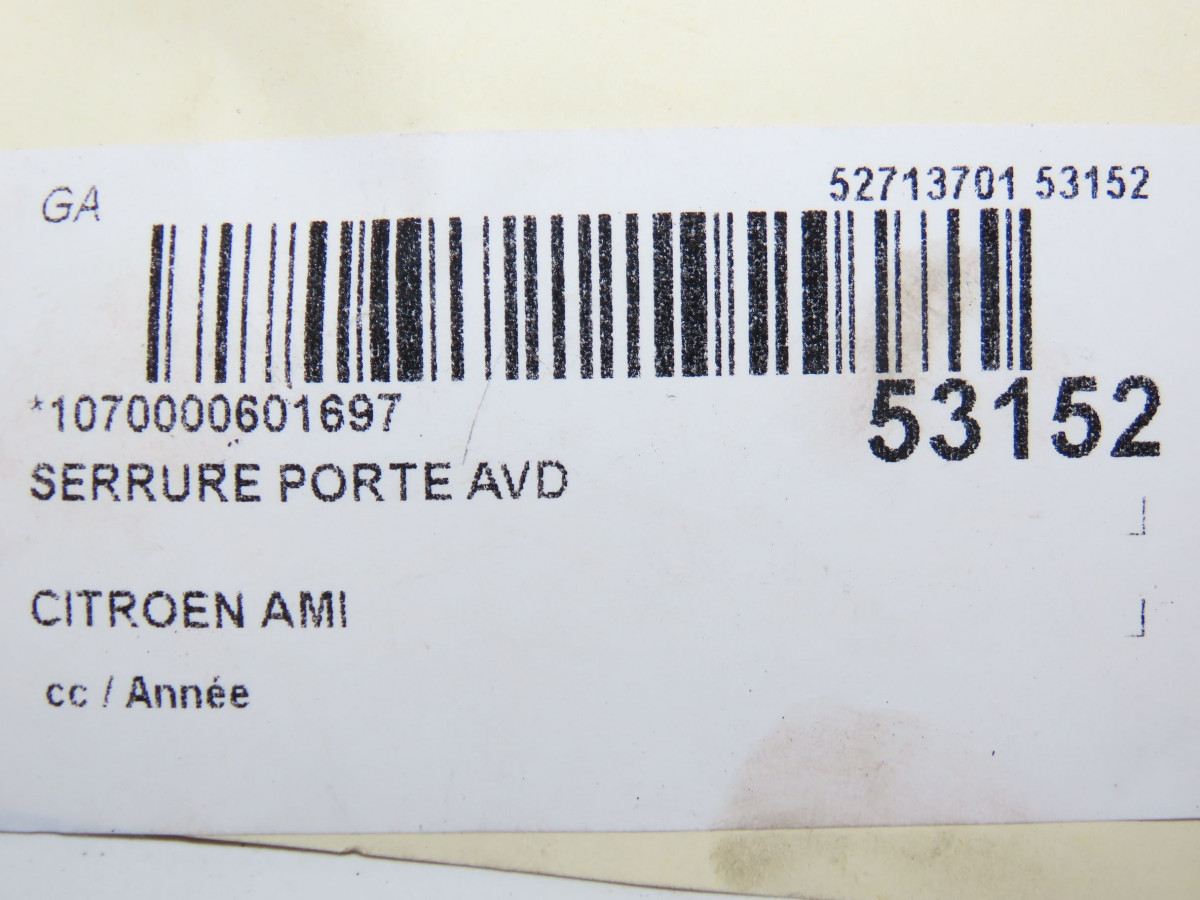 GA
52713701 53152
*1070000601697
53152
SERRURE PORTE AVD
CITROEN AMI
cc / Année